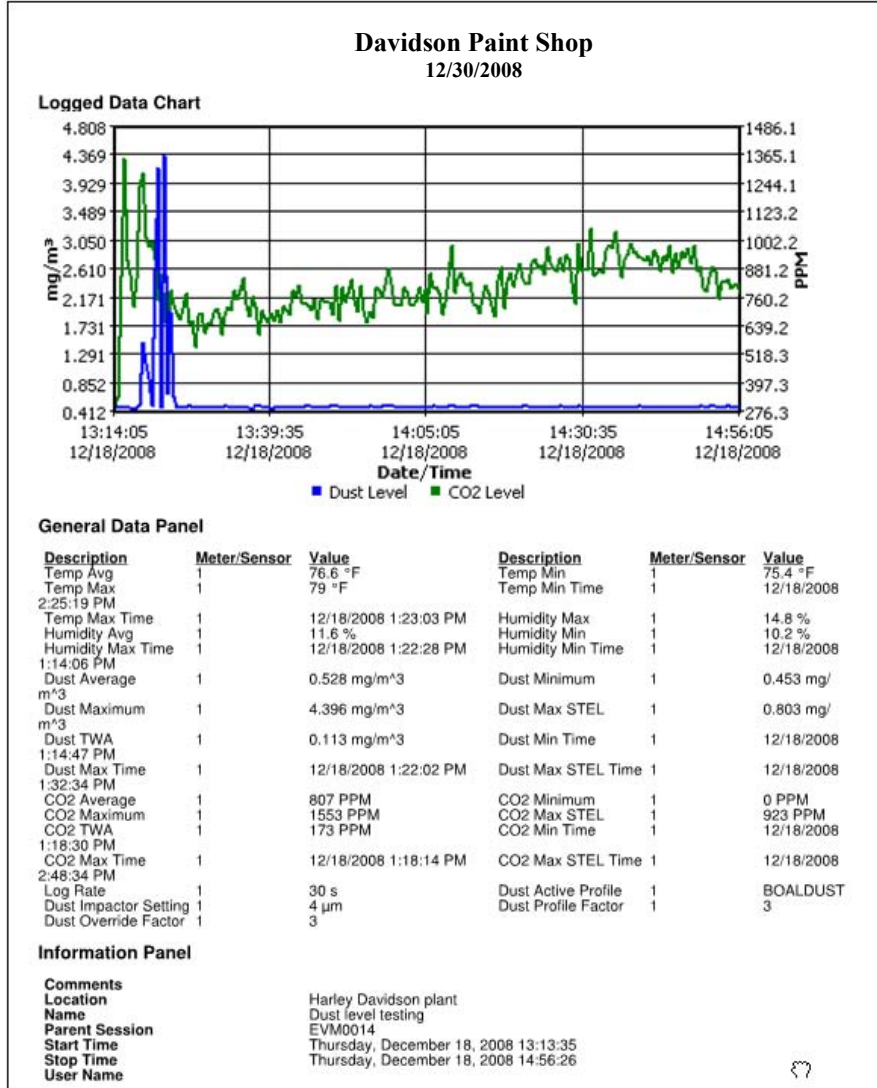 Davidson Paint Shop
12/30/2008
Logged Data Chart
4.808 1486.1
4.369 1365.1
3.929 1244.1
3.489 1123.2
3.050 1002.2
2.610 881.2
2.171 760.2
1.731 639.2
1.291 518.3
0.852 397.3
0.412 276.3
mg/m³
PPM
13:14:05 13:39:35 14:05:05 14:30:35 14:56:05
12/18/2008 12/18/2008 12/18/2008 12/18/2008 12/18/2008
Date/Time
Dust Level CO2 Level
General Data Panel
Description Meter/Sensor Value Description Meter/Sensor Value
Temp Avg 1 76.6 °F Temp Min 1 75.4 °F
Temp Max 1 79 °F Temp Min Time 1 12/18/2008
2:25:19 PM
Temp Max Time 1 12/18/2008 1:23:03 PM Humidity Max 1 14.8 %
Humidity Avg 1 11.6 % Humidity Min 1 10.2 %
Humidity Max Time 1 12/18/2008 1:22:28 PM Humidity Min Time 1 12/18/2008
1:14:06 PM
Dust Average 1 0.528 mg/m^3 Dust Minimum 1 0.453 mg/
m^3
Dust Maximum 1 4.396 mg/m^3 Dust Max STEL 1 0.803 mg/
m^3
Dust TWA 1 0.113 mg/m^3 Dust Min Time 1 12/18/2008
1:14:47 PM
Dust Max Time 1 12/18/2008 1:22:02 PM Dust Max STEL Time 1 12/18/2008
1:32:34 PM
CO2 Average 1 807 PPM CO2 Minimum 1 0 PPM
CO2 Maximum 1 1553 PPM CO2 Max STEL 1 923 PPM
CO2 TWA 1 173 PPM CO2 Min Time 1 12/18/2008
1:18:30 PM
CO2 Max Time 1 12/18/2008 1:18:14 PM CO2 Max STEL Time 1 12/18/2008
2:48:34 PM
Log Rate 1 30 s Dust Active Profile 1 BOALDUST
Dust Impactor Setting 1 4 µm Dust Profile Factor 1 3
Dust Override Factor 1 3
Information Panel
Comments
Location Harley Davidson plant
Name Dust level testing
Parent Session EVM0014
Start Time Thursday, December 18, 2008 13:13:35
Stop Time Thursday, December 18, 2008 14:56:26
User Name